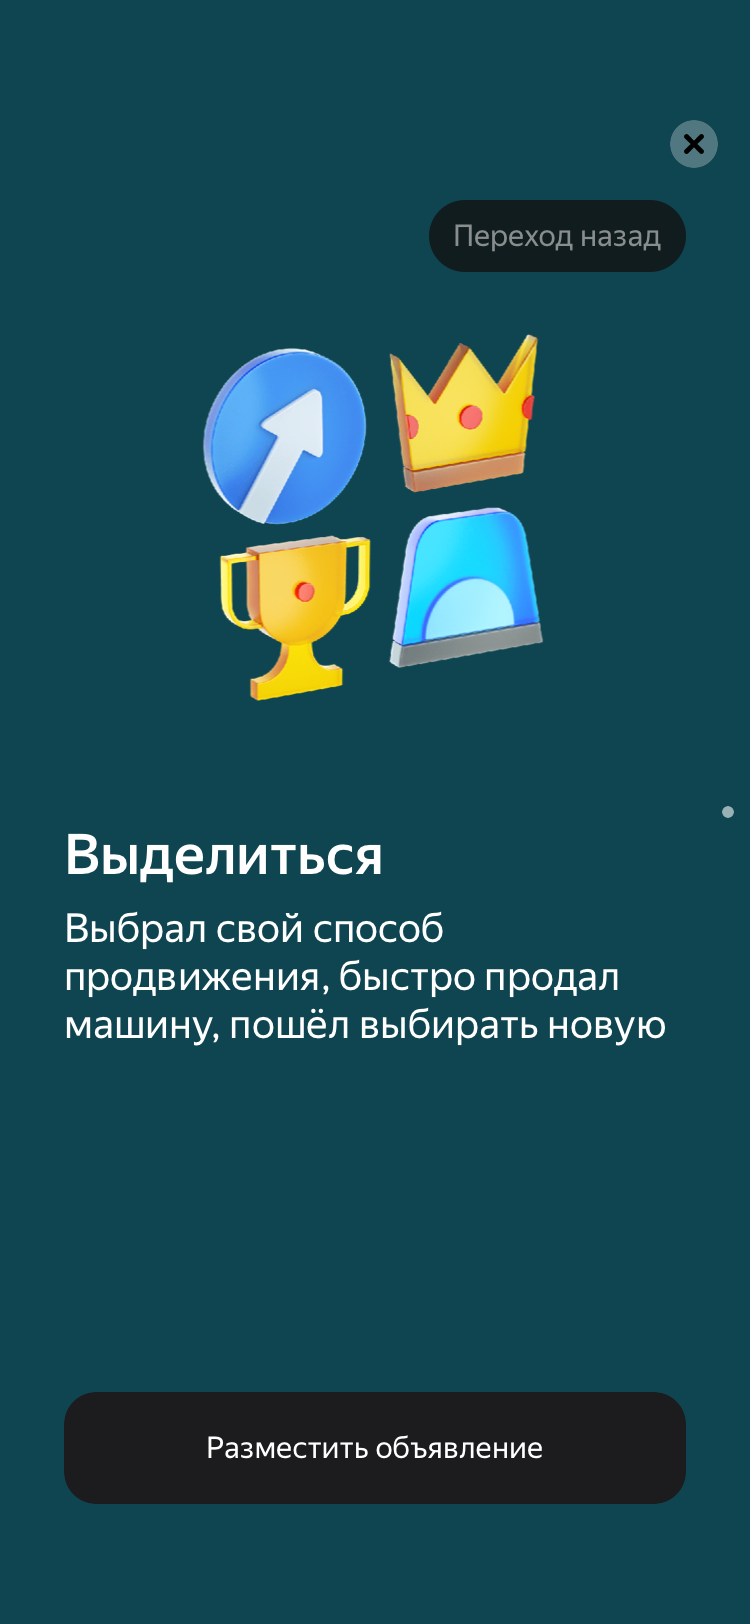 Переход назад
Выделиться
Выбрал свой способ
продвижения, быстро продал
машину, пошёл выбирать новую
Разместить объявление